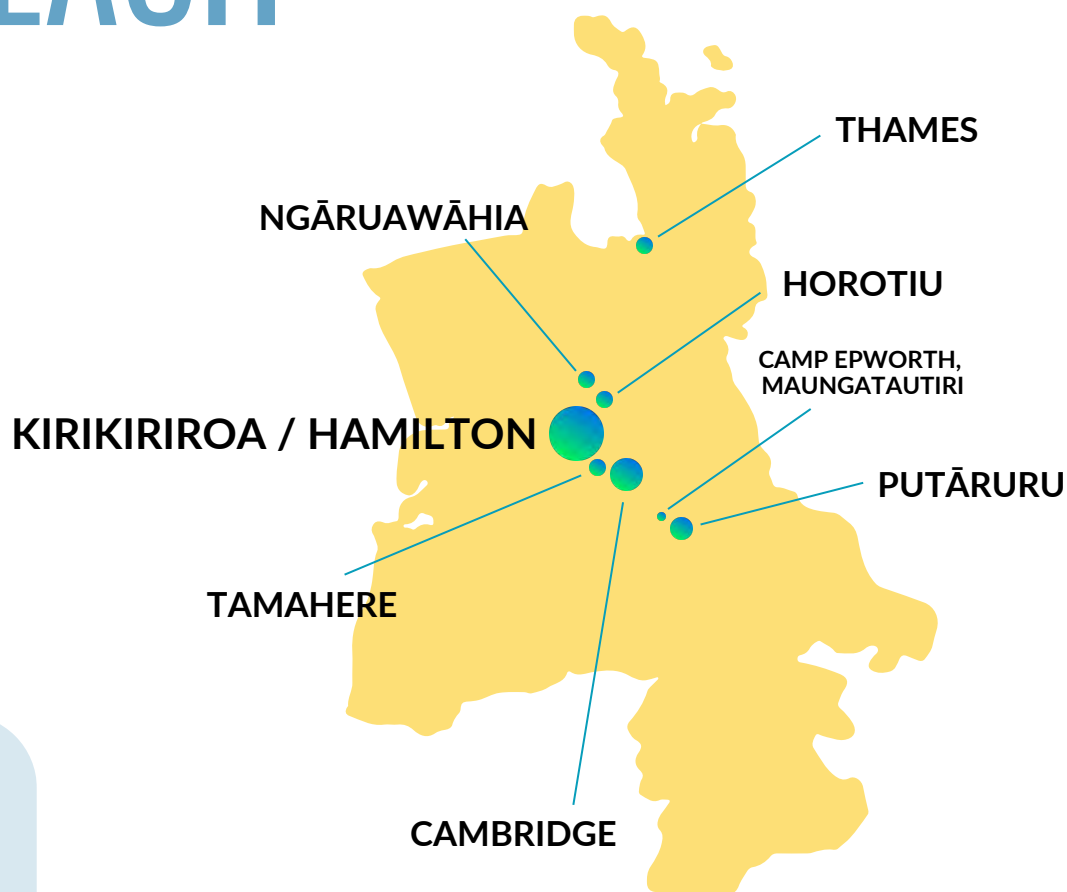 THAMES
NGĀRUAWĀHIA
HOROTIU
CAMP EPWORTH,
MAUNGATAUTIRI
KIRIKIRIROA / HAMILTON
PUTĀRURU
TAMAHERE
CAMBRIDGE